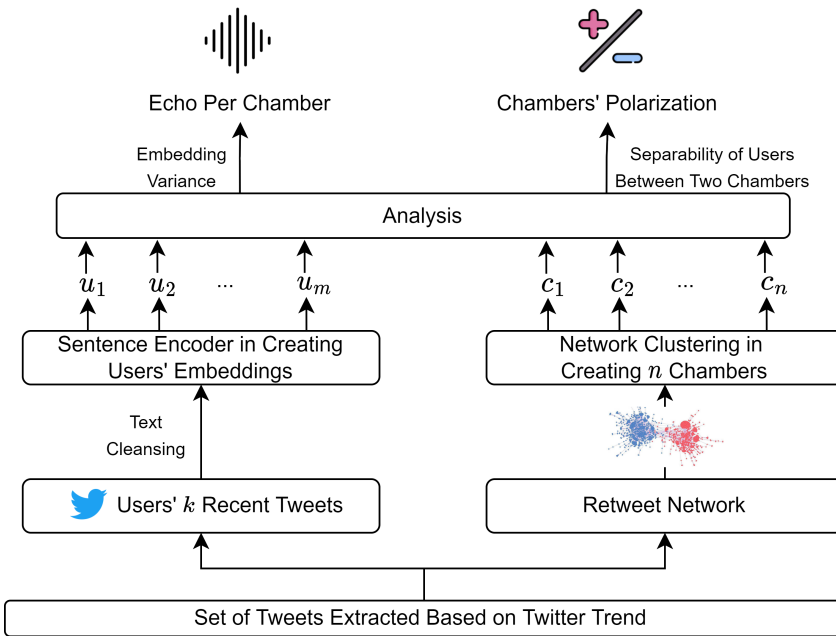 Echo Per Chamber
Chambers' Polarization
Embedding
Variance
Separability of Users
Between Two Chambers
Analysis
u1 u2 ... um
c1 c2 ... cn
Sentence Encoder in Creating
Users' Embeddings
Network Clustering in
Creating n Chambers
Text
Cleansing
Users' k Recent Tweets
Retweet Network
Set of Tweets Extracted Based on Twitter Trend